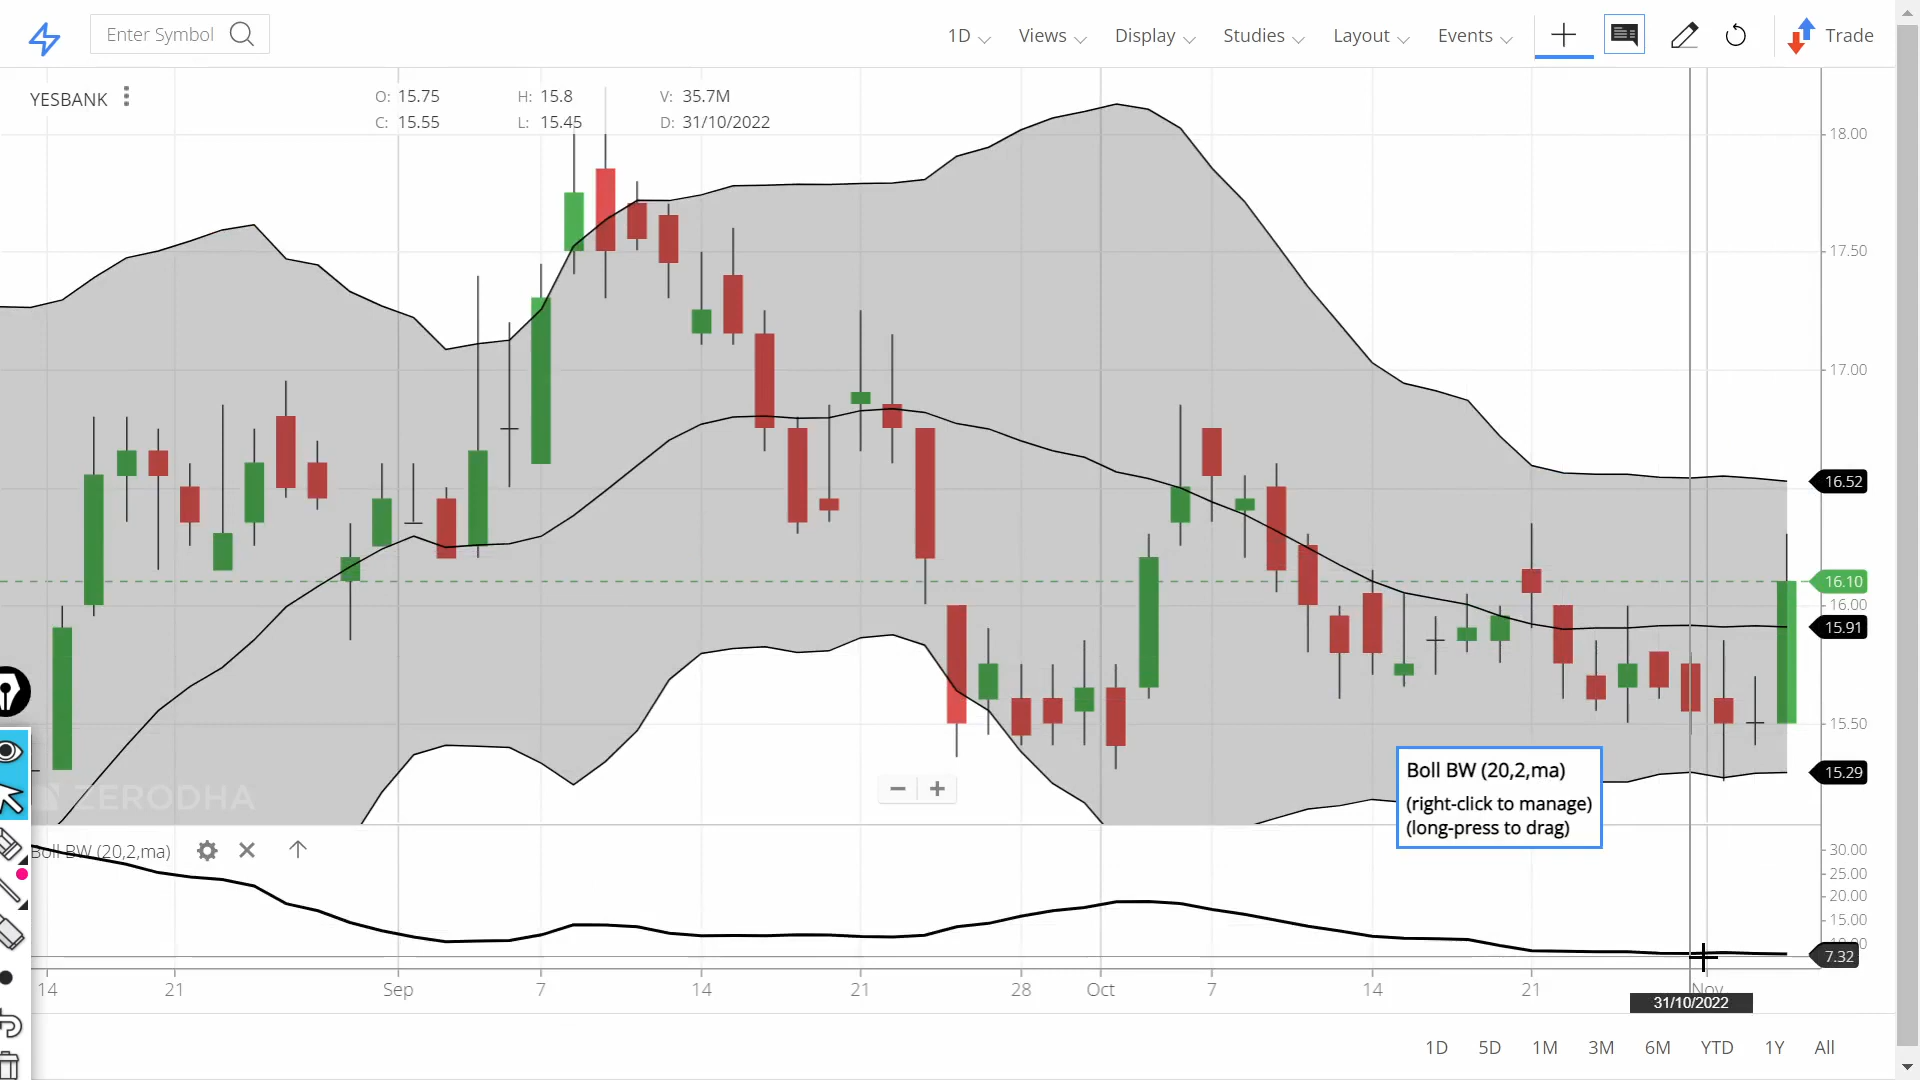 Enter Symbol
1D Views Display Studies Layout Events Trade
YESBANK
O: 15.75 H: 15.8 V: 35.7M
C: 15.55 L: 15.45 D: 31/10/2022
18.00
17.50
17.00
16.52
16.10
16.00
15.91
15.50
15.29
ZERODHA
Boll BW (20,2,ma)
(right-click to manage)
(long-press to drag)
Boll BW (20,2,ma)
30.00
25.00
20.00
15.00
7.32
14 21 Sep 7 14 21 28 Oct 7 14 21 Nov
31/10/2022
1D 5D 1M 3M 6M YTD 1Y All